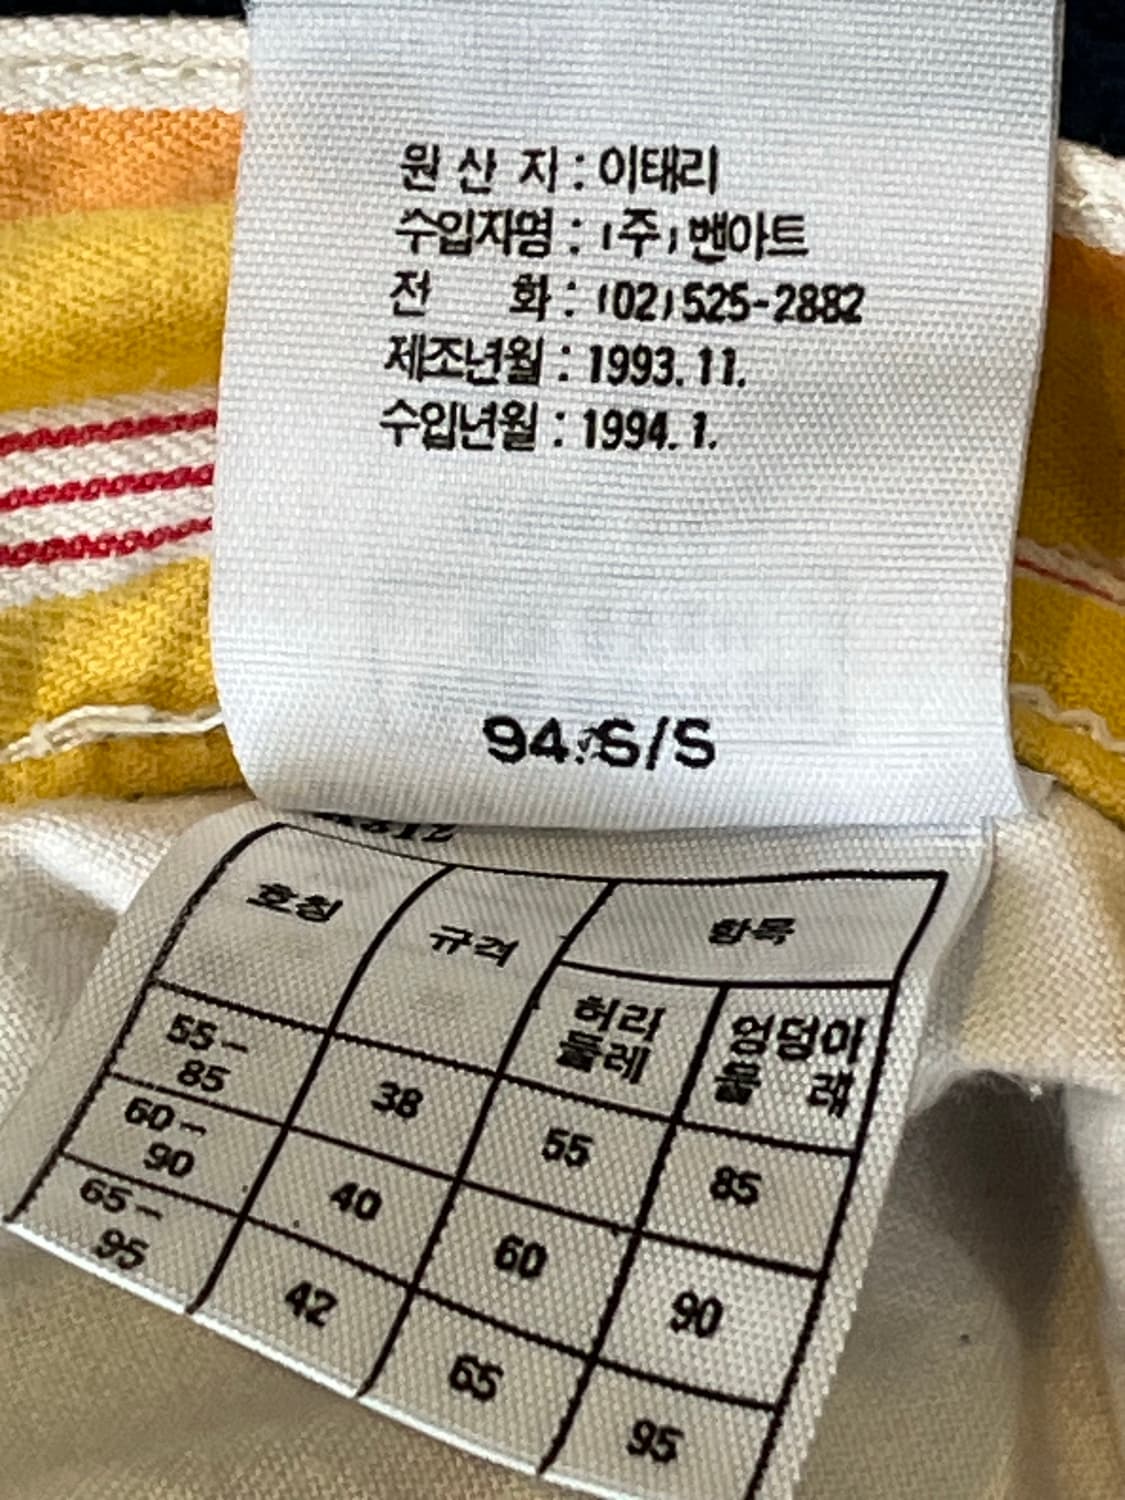 원 산 지 : 이태리
수입자명 : (주) 벤아트
전 화 : (02) 525-2882
제조년월 : 1993. 11.
수입년월 : 1994. 1.
94. S/S
호칭 규격 항목
허리 둘레 엉덩아 둘 래
55-85 38 55 85
60-90 40 60 90
65-95 42 65 95